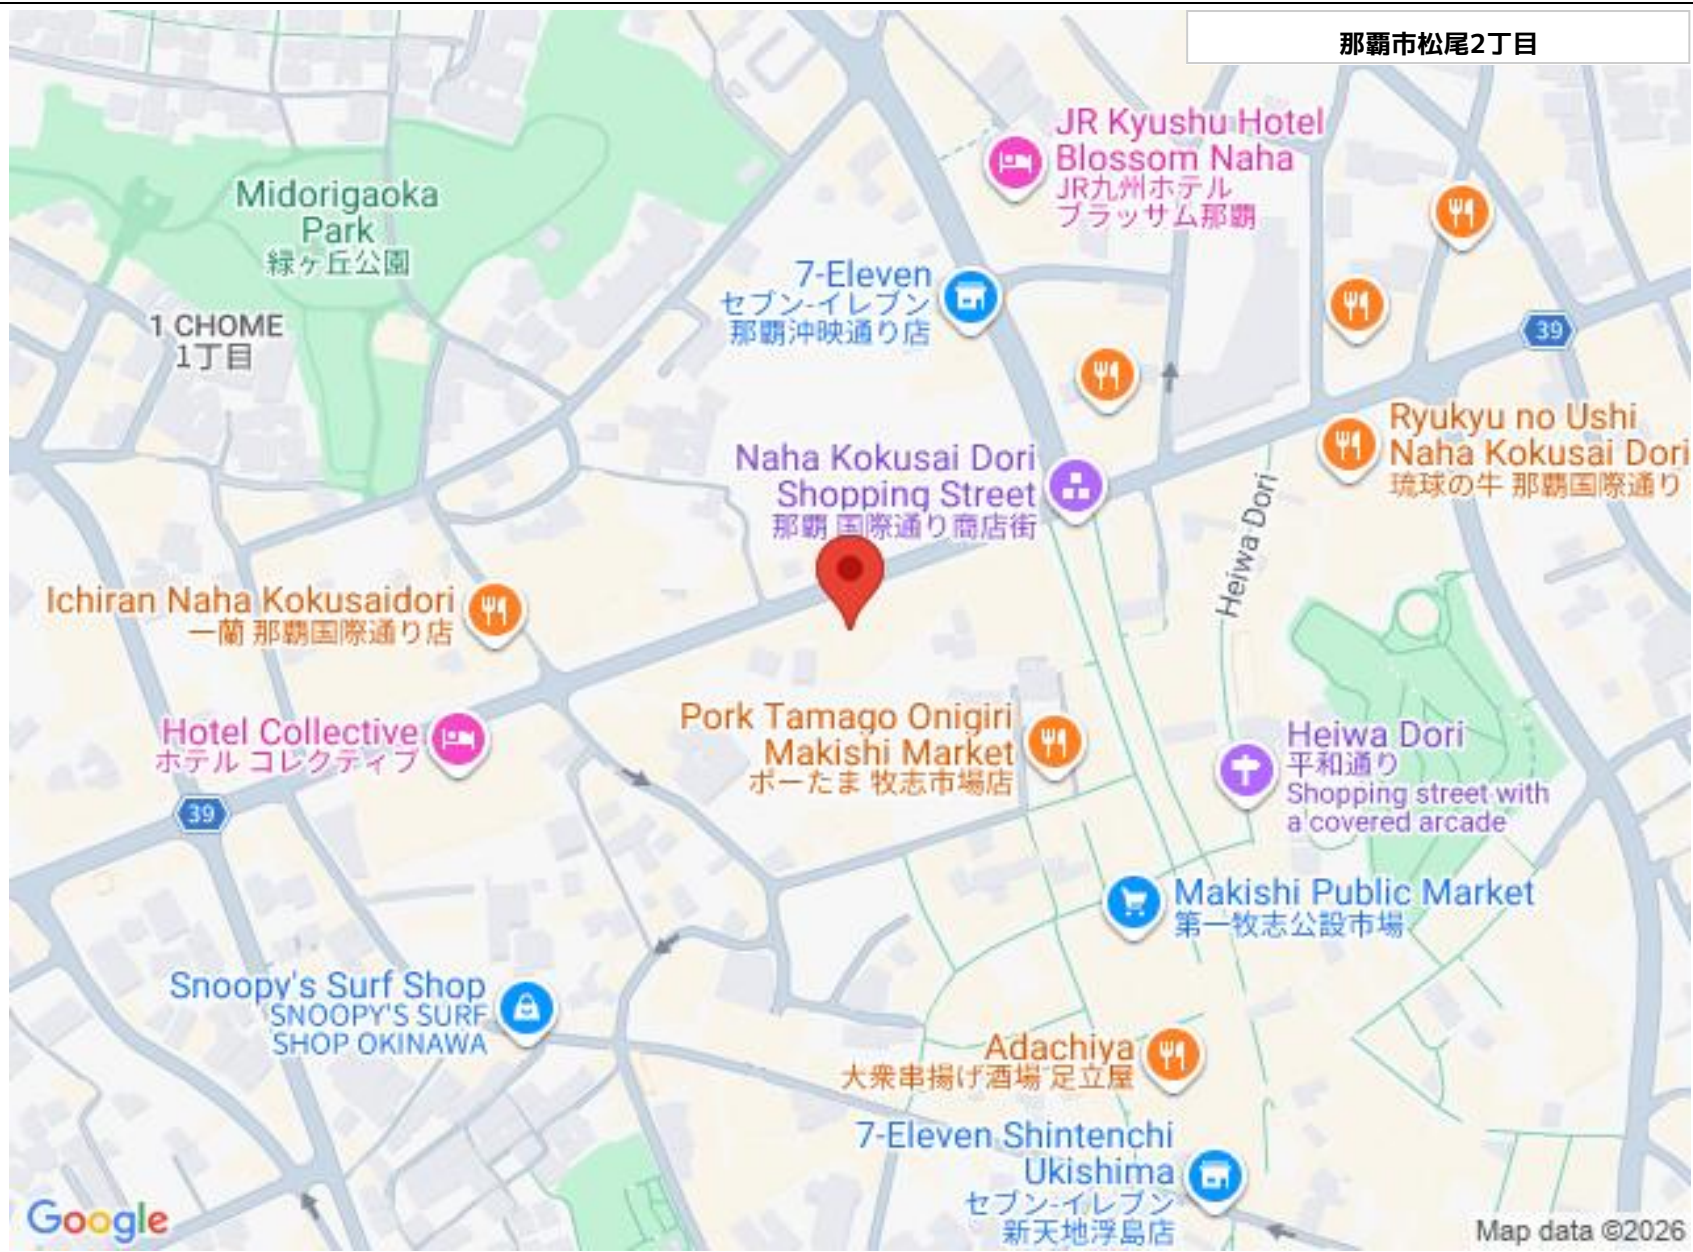 那覇市松尾2丁目
JR Kyushu Hotel
Blossom Naha
JR九州ホテル
ブラッサム那覇
Midorigaoka
Park
緑ヶ丘公園
7-Eleven
セブン-イレブン
那覇沖映通り店
1 CHOME
1丁目
39
Ryukyu no Ushi
Naha Kokusai Dori
琉球の牛 那覇国際通り
Naha Kokusai Dori
Shopping Street
那覇 国際通り商店街
Heiwa Dori
Ichiran Naha Kokusaidori
一蘭 那覇国際通り店
Hotel Collective
ホテル コレクティブ
Pork Tamago Onigiri
Makishi Market
ポーたま 牧志市場店
Heiwa Dori
平和通り
Shopping street with
a covered arcade
39
Makishi Public Market
第一牧志公設市場
Snoopy's Surf Shop
SNOOPY'S SURF
SHOP OKINAWA
Adachiya
大衆串揚げ酒場 足立屋
7-Eleven Shintenchi
Ukishima
セブン-イレブン
新天地浮島店
Google
Map data ©2026